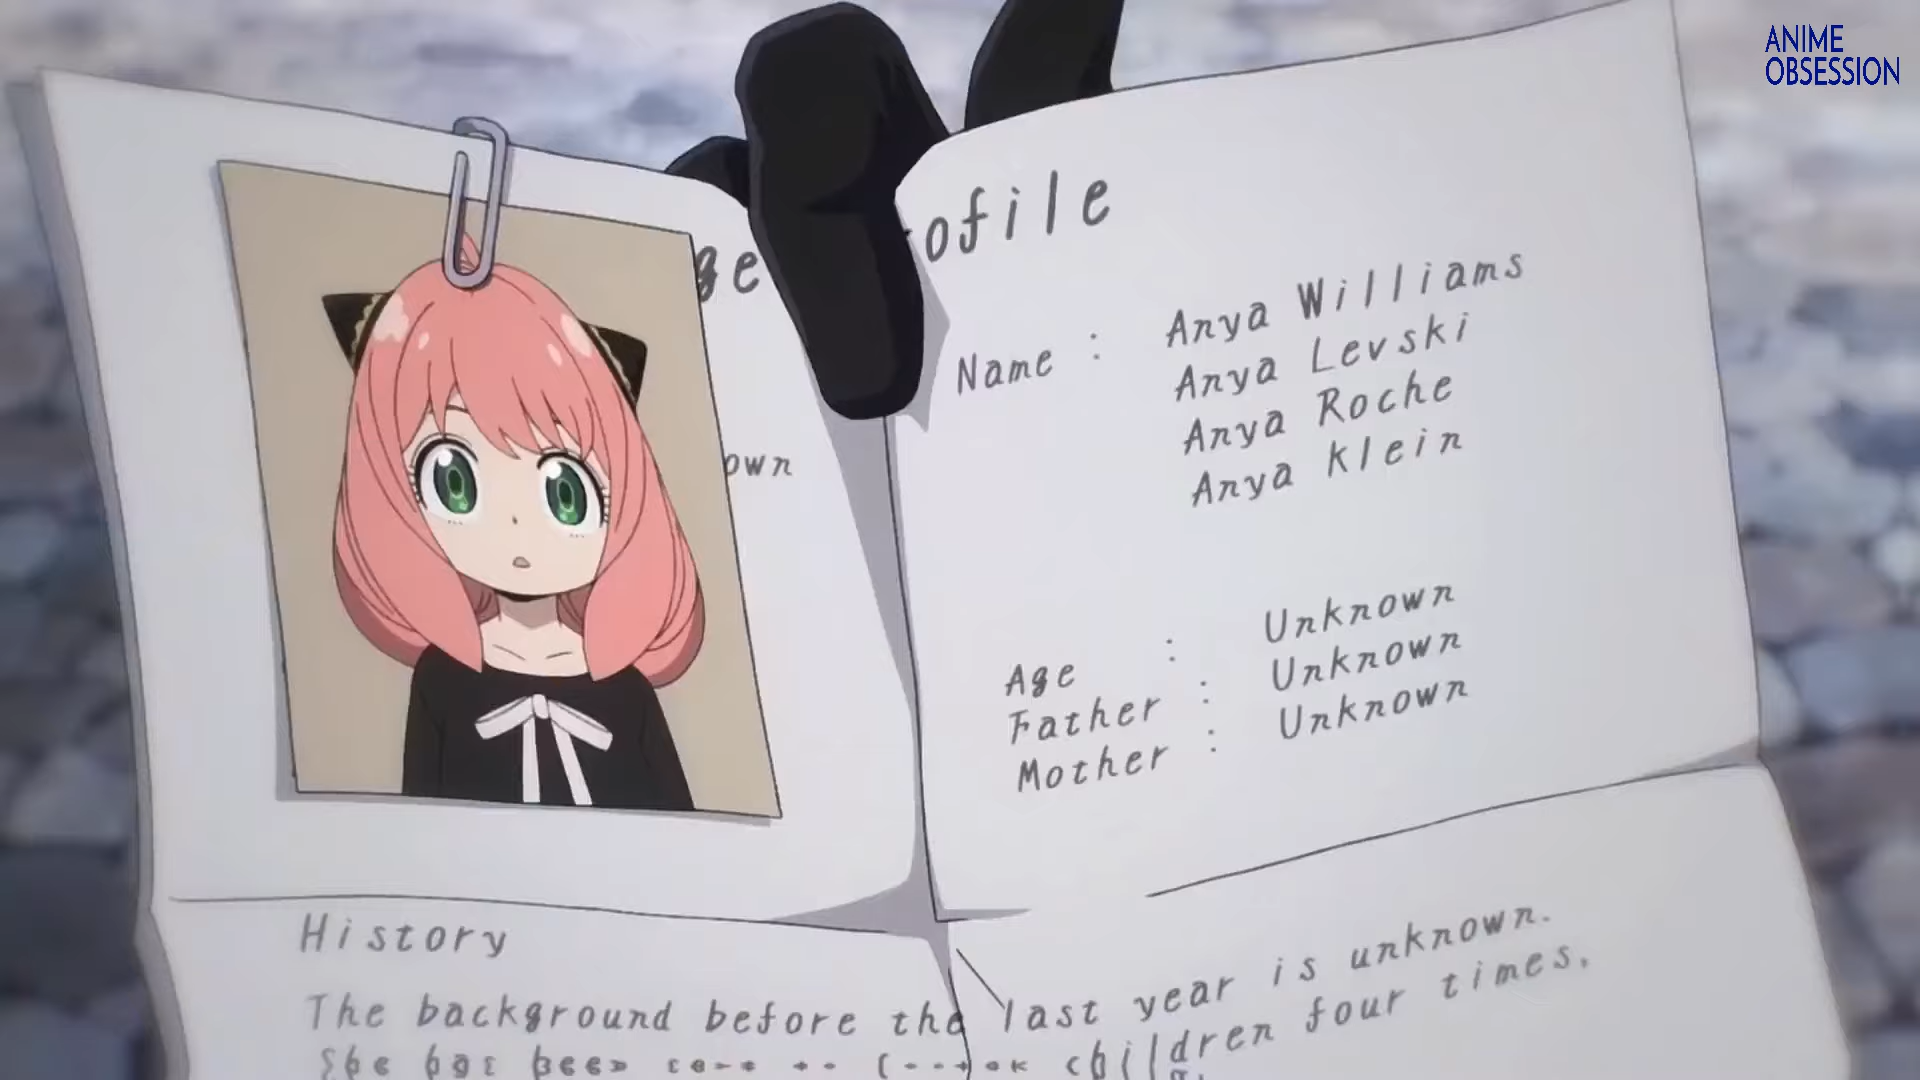 ANIME
OBSESSION
ofile
Name : Anya Williams
Anya Levski
Anya Roche
Anya Klein
own
Age : Unknown
Father : Unknown
Mother : Unknown
History
The background before the last year is unknown.
children four times.